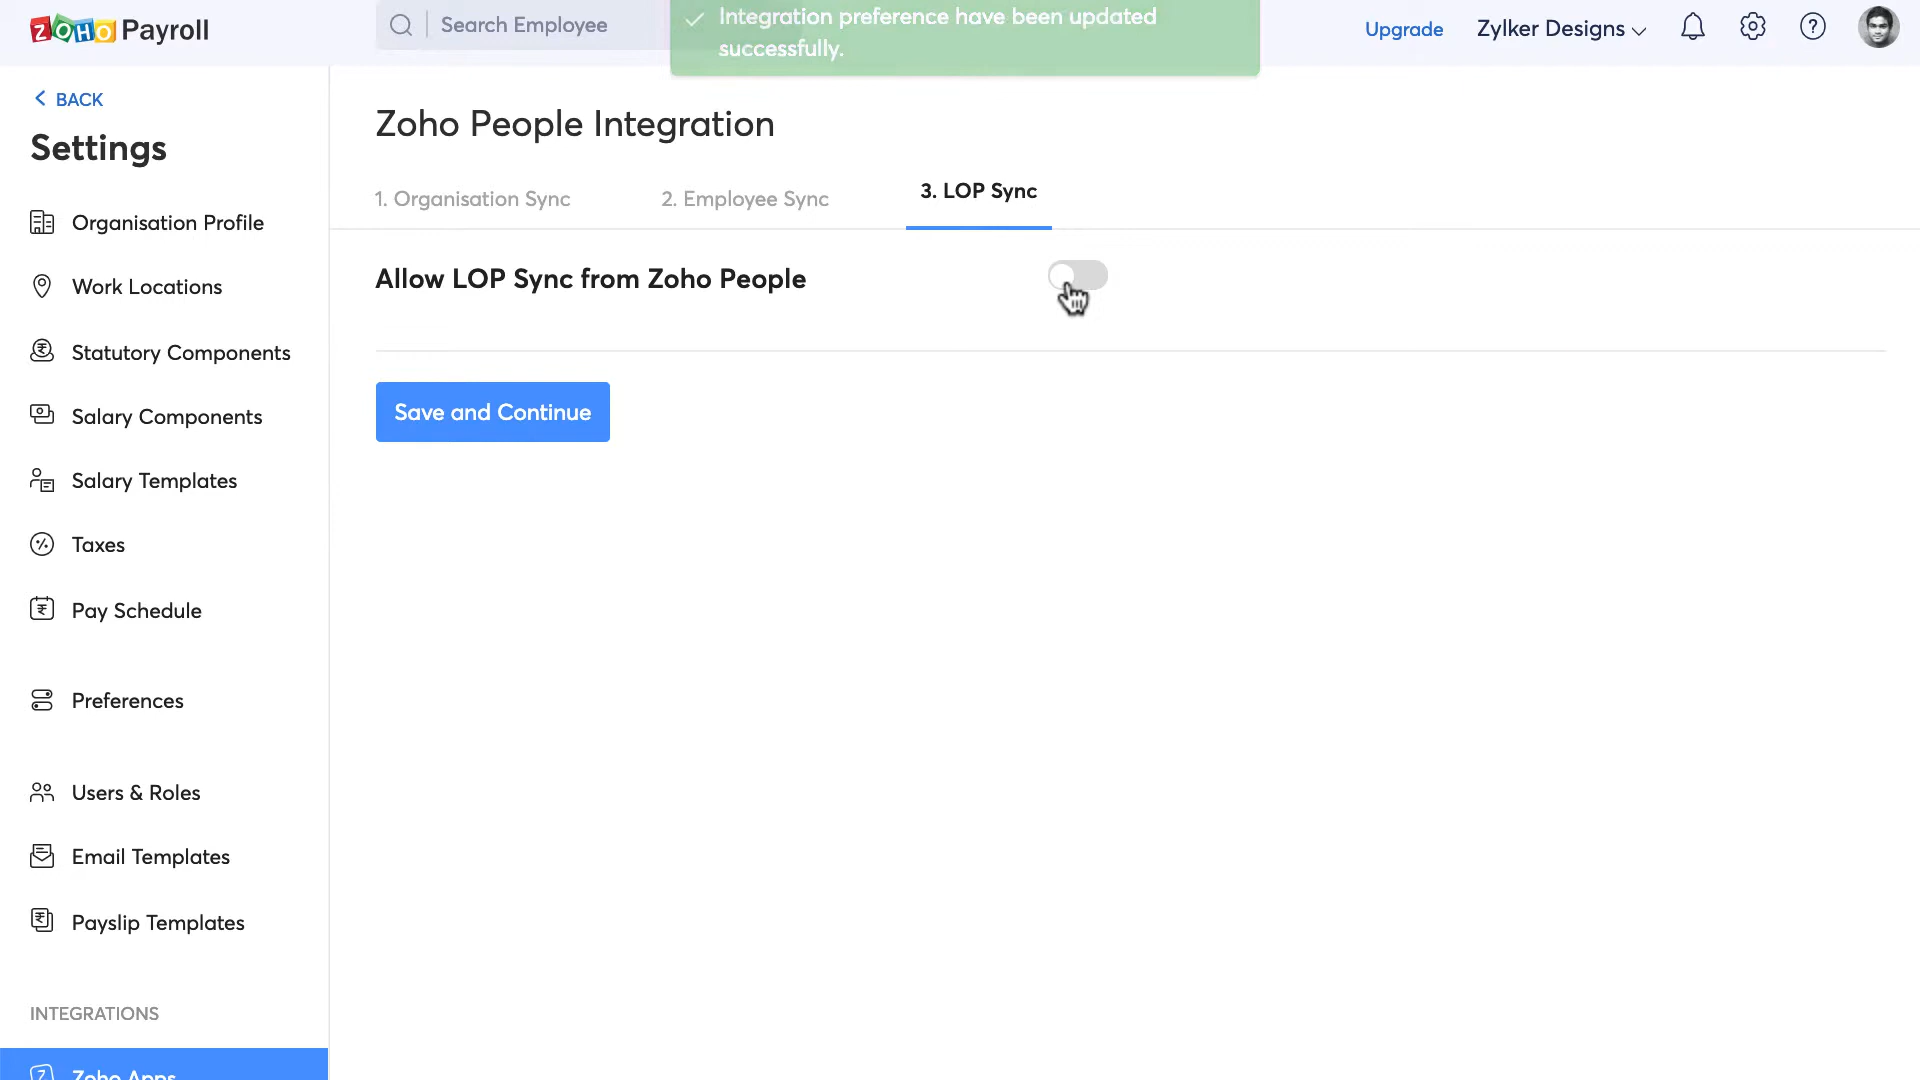 ZOHO Payroll
Search Employee
Integration preference have been updated
successfully.
Upgrade
Zylker Designs
BACK
Settings
Organisation Profile
Work Locations
Statutory Components
Salary Components
Salary Templates
Taxes
Pay Schedule
Preferences
Users & Roles
Email Templates
Payslip Templates
INTEGRATIONS
Zoho Apps
Zoho People Integration
1. Organisation Sync
2. Employee Sync
3. LOP Sync
Allow LOP Sync from Zoho People
Save and Continue